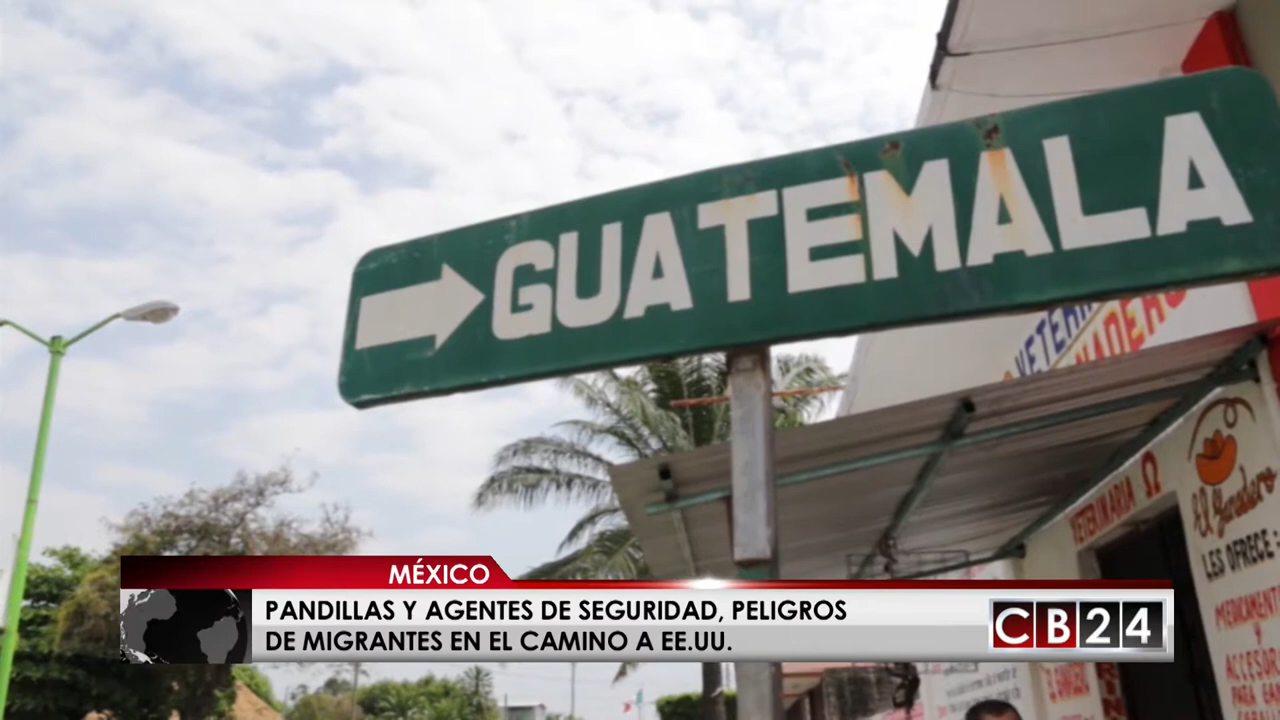 GUATEMALA
VETERINARIA Ω
El Ganadero
LES OFRECE:
Y
MÉXICO
PANDILLAS Y AGENTES DE SEGURIDAD, PELIGROS
DE MIGRANTES EN EL CAMINO A EE.UU.
CB24
PARA